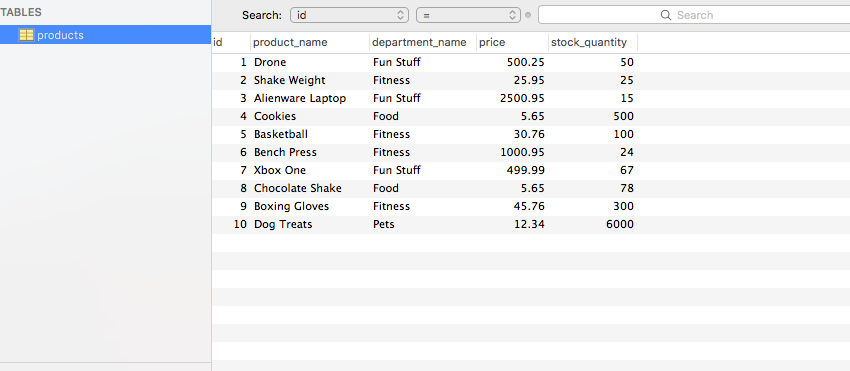 TABLES
Search: id = Search
products
id product_name department_name price stock_quantity
1 Drone Fun Stuff 500.25 50
2 Shake Weight Fitness 25.95 25
3 Alienware Laptop Fun Stuff 2500.95 15
4 Cookies Food 5.65 500
5 Basketball Fitness 30.76 100
6 Bench Press Fitness 1000.95 24
7 Xbox One Fun Stuff 499.99 67
8 Chocolate Shake Food 5.65 78
9 Boxing Gloves Fitness 45.76 300
10 Dog Treats Pets 12.34 6000